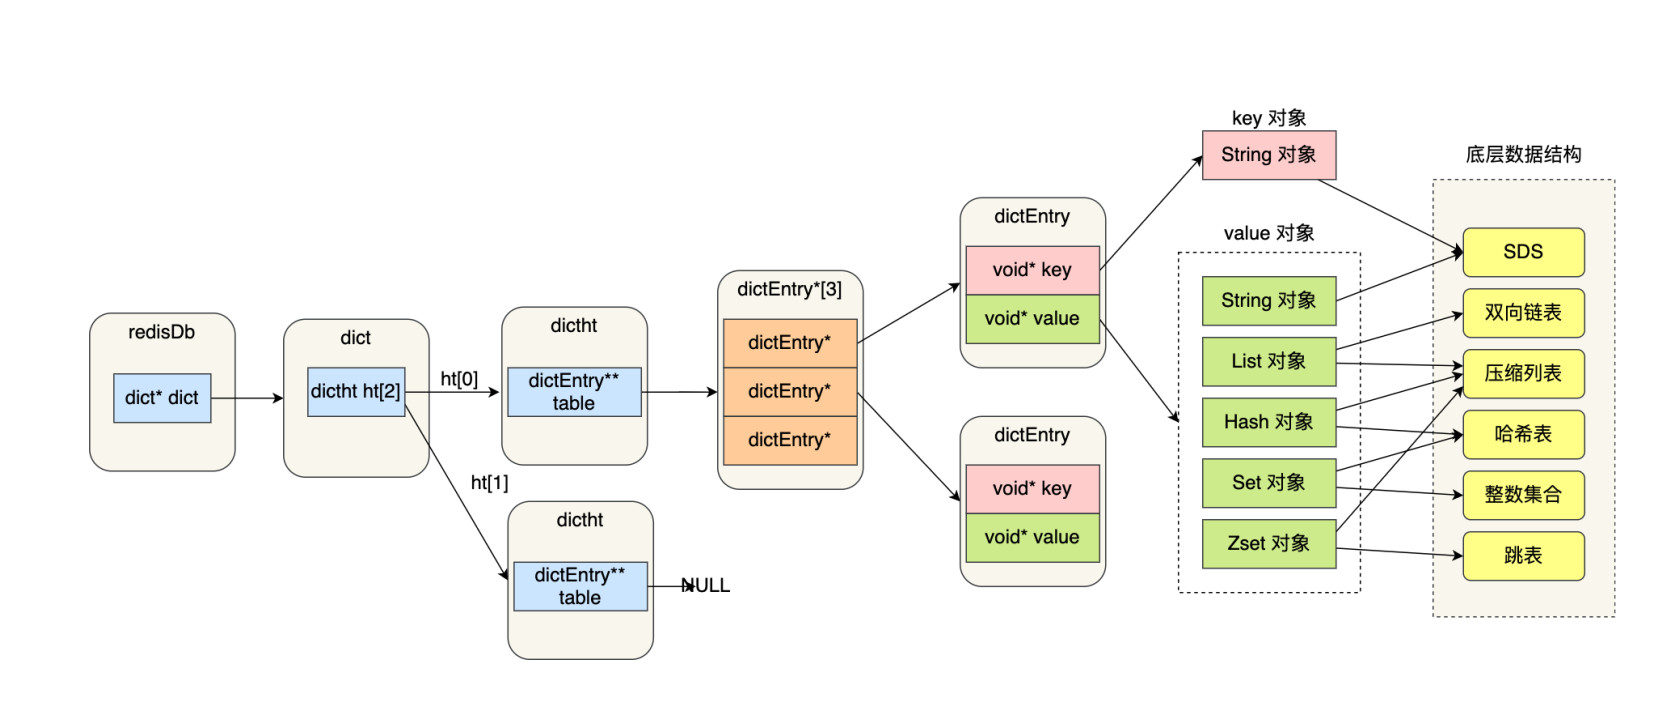 redisDb
dict* dict
dict
dictht ht[2]
ht[0]
ht[1]
dictht
dictEntry**
table
dictht
dictEntry**
table
NULL
dictEntry*[3]
dictEntry*
dictEntry*
dictEntry*
dictEntry
void* key
void* value
dictEntry
void* key
void* value
key 对象
String 对象
value 对象
String 对象
List 对象
Hash 对象
Set 对象
Zset 对象
底层数据结构
SDS
双向链表
压缩列表
哈希表
整数集合
跳表